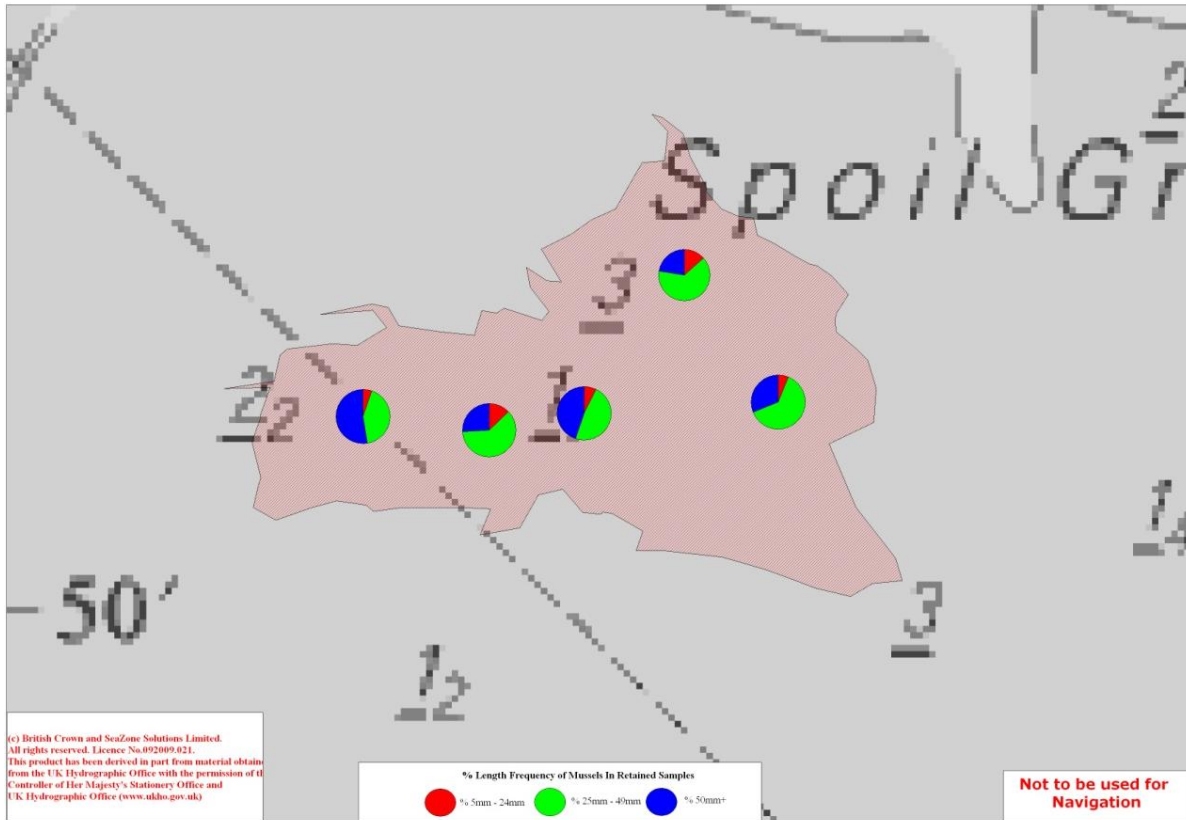 2
Spoil Gr
3
2 2
1
1 4
50'
3
1 2
(c) British Crown and SeaZone Solutions Limited.
All rights reserved. Licence No.092009.021.
This product has been derived in part from material obtaine
from the UK Hydrographic Office with the permission of th
Controller of Her Majesty's Stationery Office and
UK Hydrographic Office (www.ukho.gov.uk)
% Length Frequency of Mussels In Retained Samples
% 5mm - 24mm % 25mm - 49mm % 50mm+
Not to be used for
Navigation